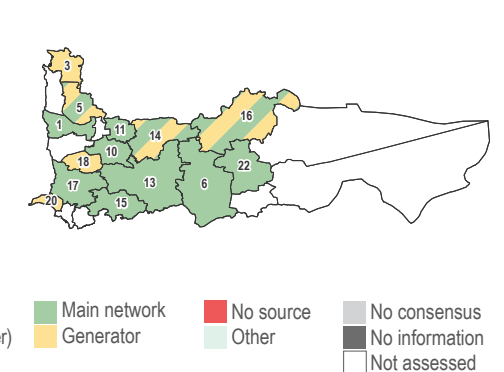 3
5
1
11
14
16
10
18
22
17
13
6
20
15
Main network
No source
No consensus
er)
Generator
Other
No information
Not assessed